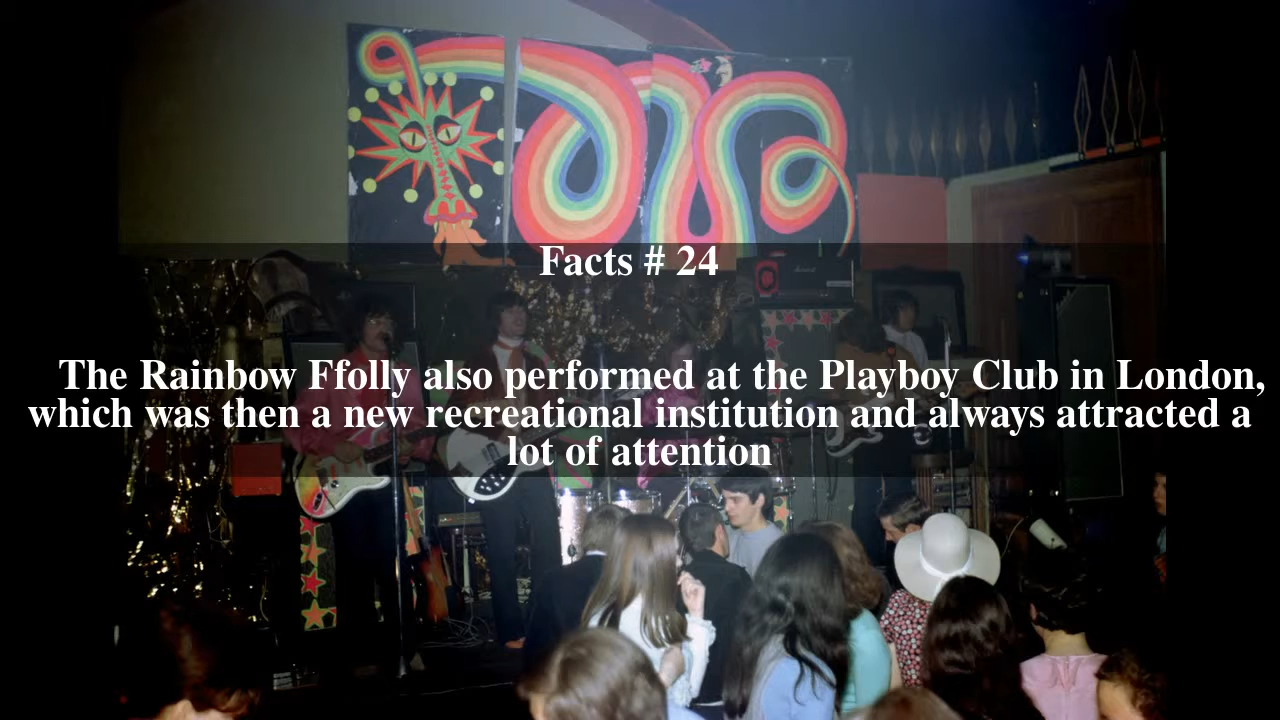 Facts # 24
The Rainbow Ffolly also performed at the Playboy Club in London,
which was then a new recreational institution and always attracted a
lot of attention